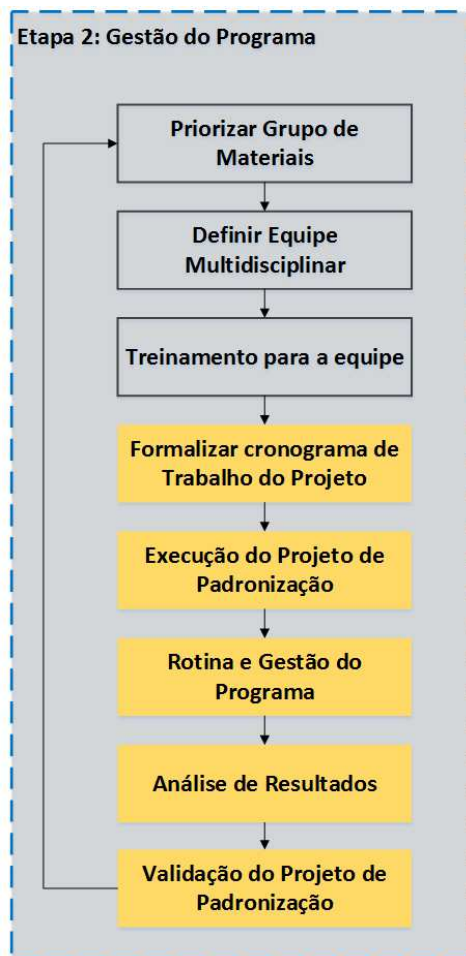 Etapa 2: Gestão do Programa
Priorizar Grupo de
Materiais
Definir Equipe
Multidisciplinar
Treinamento para a equipe
Formalizar cronograma de
Trabalho do Projeto
Execução do Projeto de
Padronização
Rotina e Gestão do
Programa
Análise de Resultados
Validação do Projeto de
Padronização